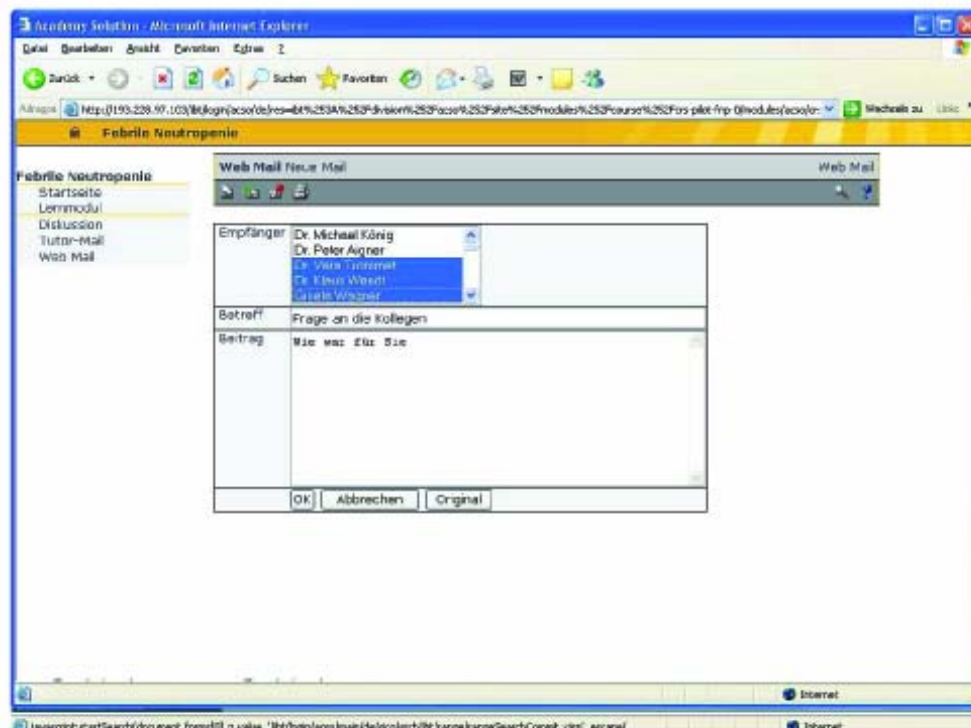 Academy Solution - Microsoft Internet Explorer
Datei Bearbeiten Ansicht Favoriten Extras ?
Zurück Suchen Favoriten
Adresse Wechseln zu Links
Febrile Neutropenie
Febrile Neutropenie
Startseite
Lernmodul
Diskussion
Tutor-Mail
Web Mail
Web Mail Neue Mail Web Mail
Empfänger
Dr. Michael König
Dr. Peter Aigner
Dr. Vera
Dr. Klaus Wendt
Gisela Wagner
Betreff Frage an die Kollegen
Beitrag Wie war für Sie
OK Abbrechen Original
Internet
Internet